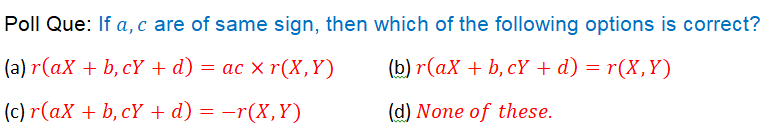 Poll Que: If a, c are of same sign, then which of the following options is correct?
(a) r(aX + b, cY + d) = ac × r(X, Y) (b) r(aX + b, cY + d) = r(X, Y)
(c) r(aX + b, cY + d) = −r(X, Y) (d) None of these.